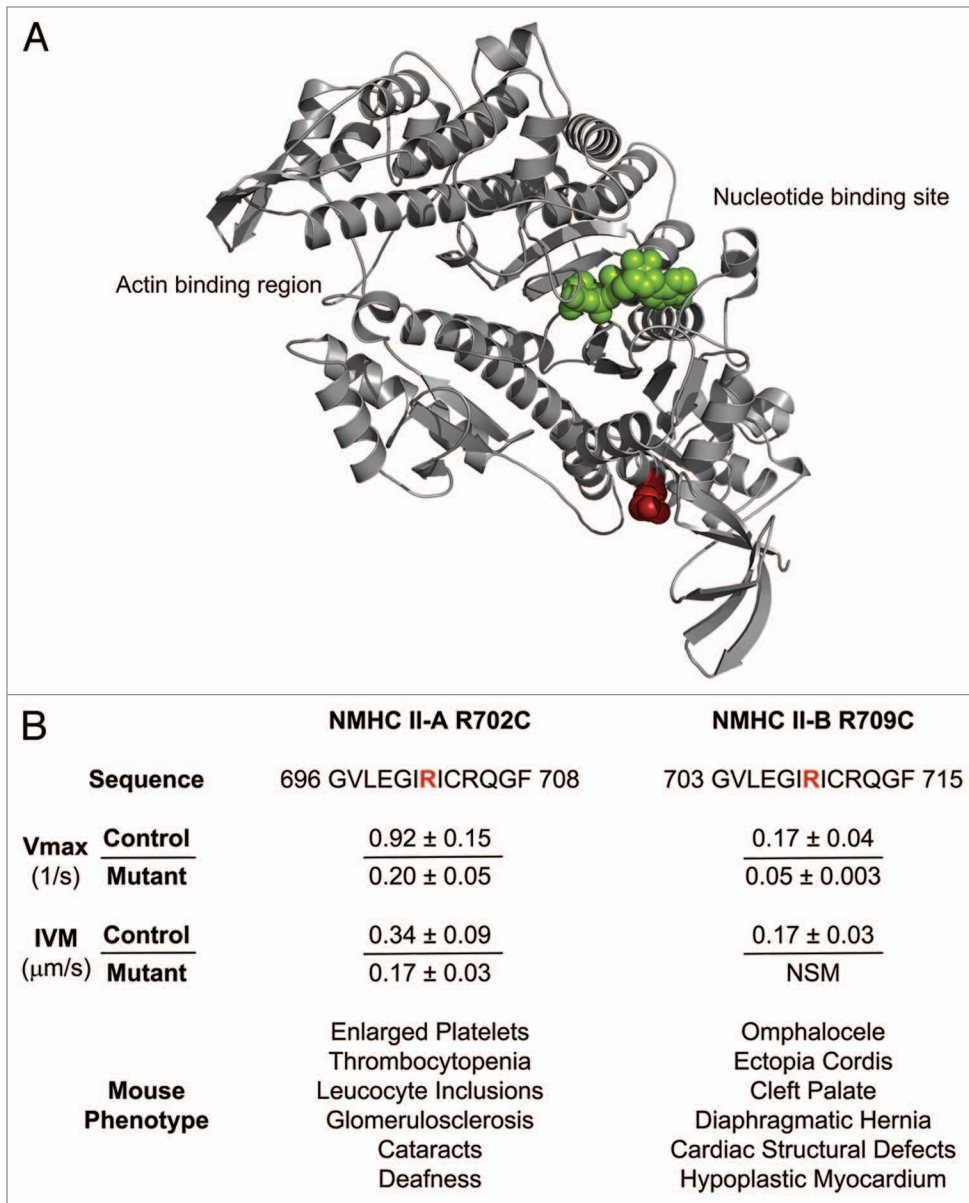 A
Nucleotide binding site
Actin binding region
B
NMHC II-A R702C NMHC II-B R709C
Sequence 696 GVLEGIRICRQGF 708 703 GVLEGIRICRQGF 715
Vmax Control 0.92 ± 0.15 0.17 ± 0.04
(1/s) Mutant 0.20 ± 0.05 0.05 ± 0.003
IVM Control 0.34 ± 0.09 0.17 ± 0.03
(μm/s) Mutant 0.17 ± 0.03 NSM
Enlarged Platelets Omphalocele
Thrombocytopenia Ectopia Cordis
Mouse Leucocyte Inclusions Cleft Palate
Phenotype Glomerulosclerosis Diaphragmatic Hernia
Cataracts Cardiac Structural Defects
Deafness Hypoplastic Myocardium